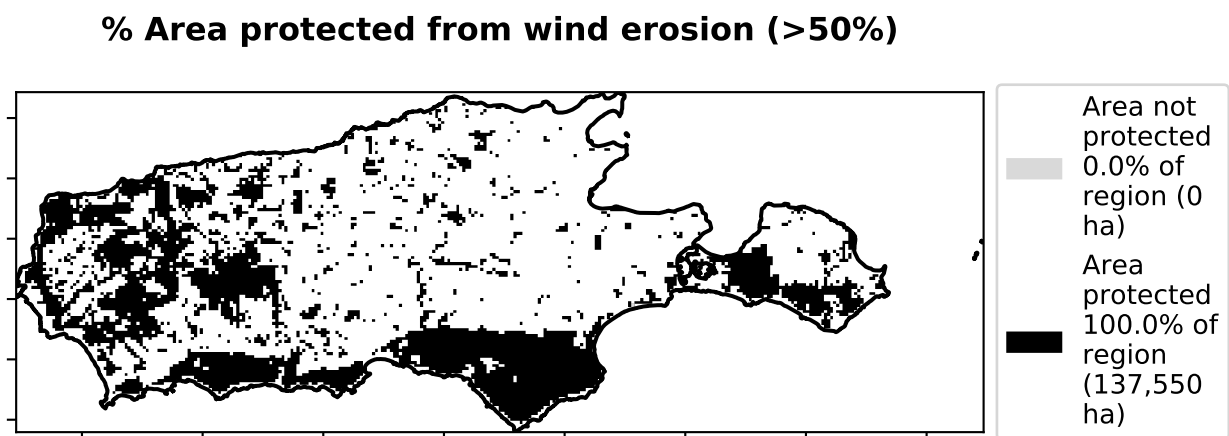 % Area protected from wind erosion (>50%)
Area not
protected
0.0% of
region (0
ha)
Area
protected
100.0% of
region
(137,550
ha)